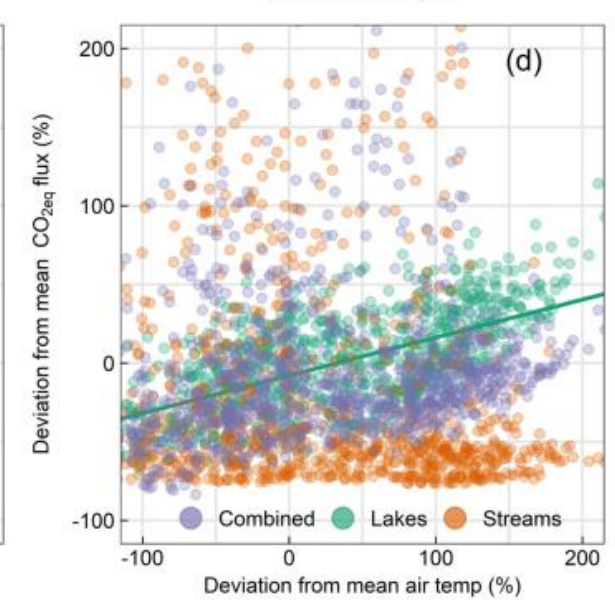 (d)
200
100
0
-100
Deviation from mean CO2eq flux (%)
Combined Lakes Streams
-100 0 100 200
Deviation from mean air temp (%)